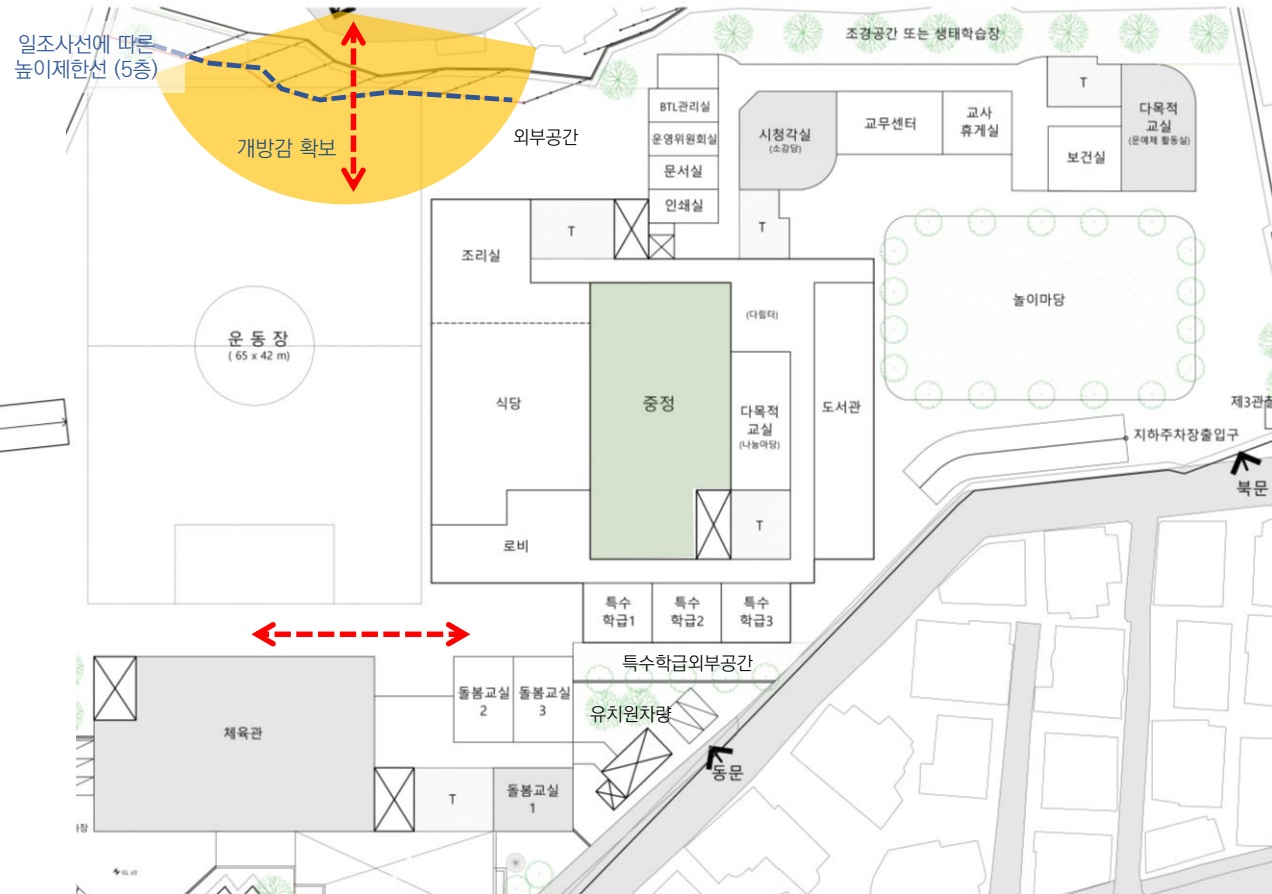 일조사선에 따른
높이제한선 (5층)
개방감 확보
외부공간
조경공간 또는 생태학습장
BTL관리실
운영위원회실
문서실
인쇄실
시청각실
(소강당)
교무센터
교사
휴게실
T
다목적
교실
(문예체 활동실)
보건실
T
T
조리실
운 동 장
( 65 x 42 m)
식당
중정
(다림터)
다목적
교실
(나눔마당)
도서관
놀이마당
지하주차장출입구
북문
로비
T
특수
학급1
특수
학급2
특수
학급3
특수학급외부공간
유치원차량
동문
체육관
돌봄교실
2
돌봄교실
3
T
돌봄교실
1